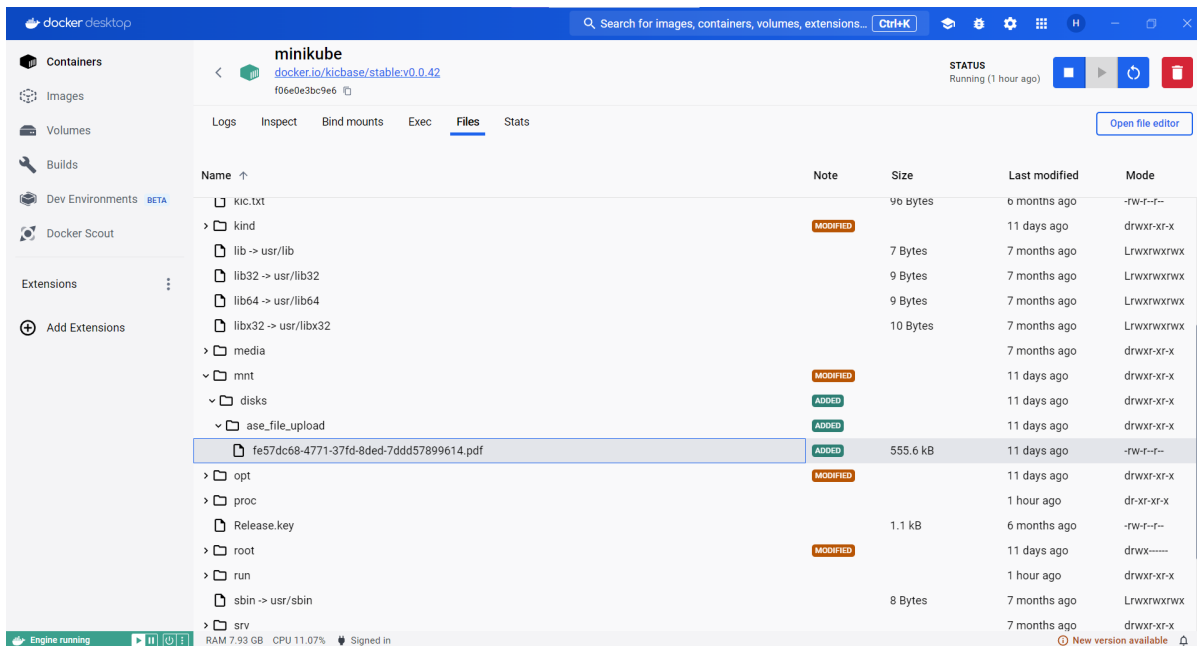 docker desktop
Search for images, containers, volumes, extensions... Ctrl+K
H
Containers
Images
Volumes
Builds
Dev Environments BETA
Docker Scout
Extensions
Add Extensions
minikube
docker.io/kicbase/stable:v0.0.42
f06e0e3bc9e6
STATUS
Running (1 hour ago)
Logs Inspect Bind mounts Exec Files Stats
Open file editor
Name Note Size Last modified Mode
kic.txt 96 Bytes 6 months ago -rw-r--r--
kind MODIFIED 11 days ago drwxr-xr-x
lib -> usr/lib 7 Bytes 7 months ago Lrwxrwxrwx
lib32 -> usr/lib32 9 Bytes 7 months ago Lrwxrwxrwx
lib64 -> usr/lib64 9 Bytes 7 months ago Lrwxrwxrwx
libx32 -> usr/libx32 10 Bytes 7 months ago Lrwxrwxrwx
media 7 months ago drwxr-xr-x
mnt MODIFIED 11 days ago drwxr-xr-x
disks ADDED 11 days ago drwxr-xr-x
ase_file_upload ADDED 11 days ago drwxr-xr-x
fe57dc68-4771-37fd-8ded-7ddd57899614.pdf ADDED 555.6 kB 11 days ago -rw-r--r--
opt MODIFIED 11 days ago drwxr-xr-x
proc 1 hour ago dr-xr-xr-x
Release.key 1.1 kB 6 months ago -rw-r--r--
root MODIFIED 11 days ago drwx------
run 1 hour ago drwxr-xr-x
sbin -> usr/sbin 8 Bytes 7 months ago Lrwxrwxrwx
srv 7 months ago drwxr-xr-x
Engine running
RAM 7.93 GB CPU 11.07% Signed in
New version available